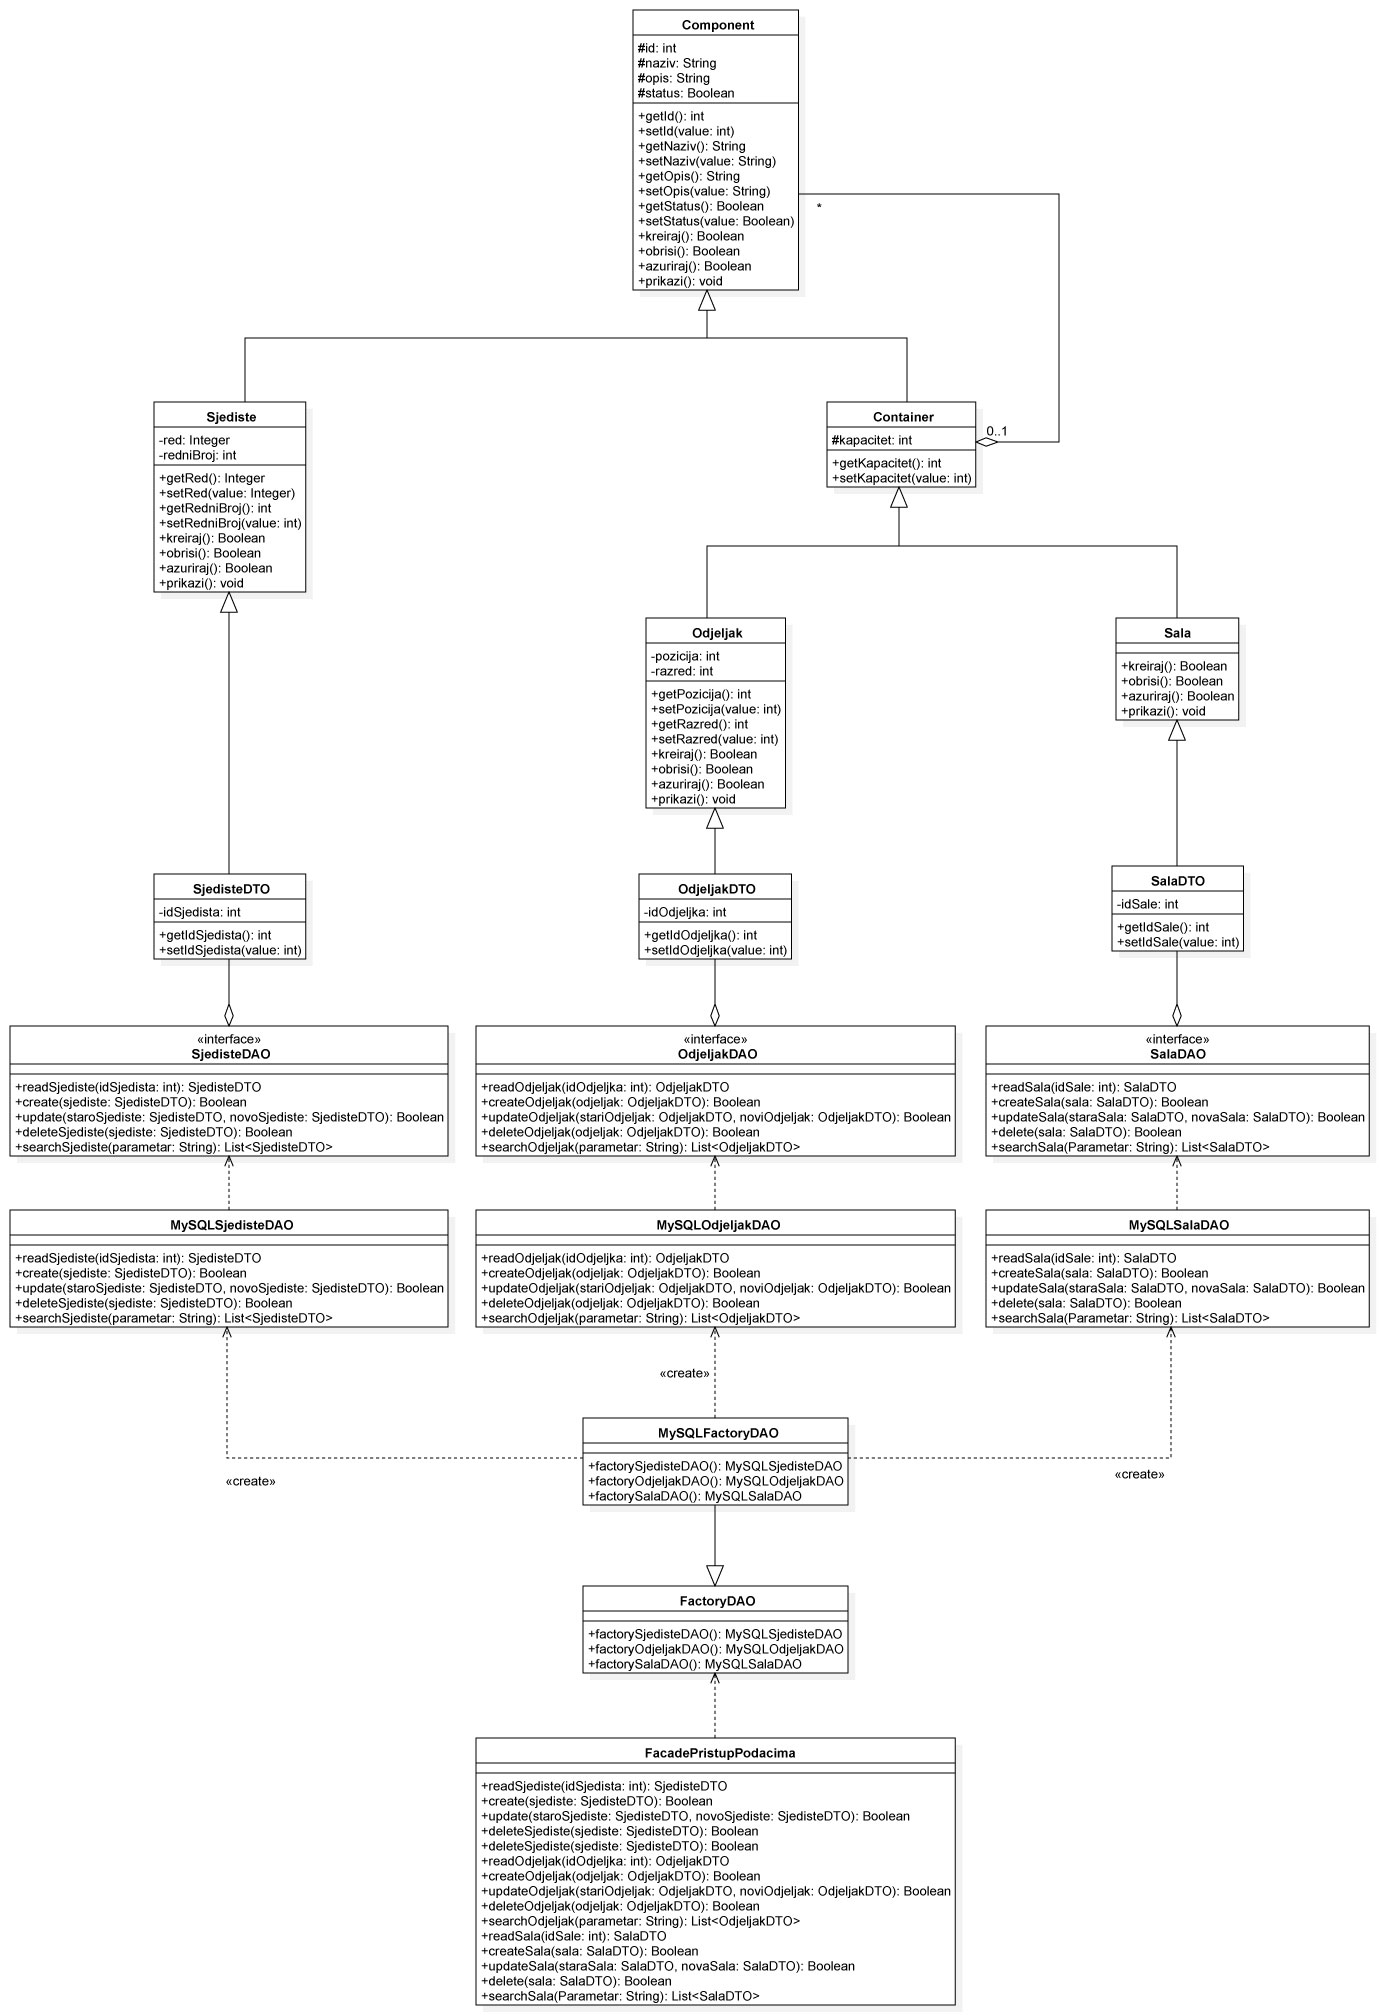 Component
#id: int
#naziv: String
#opis: String
#status: Boolean
+getId(): int
+setId(value: int)
+getNaziv(): String
+setNaziv(value: String)
+getOpis(): String
+setOpis(value: String)
+getStatus(): Boolean
+setStatus(value: Boolean)
+kreiraj(): Boolean
+obrisi(): Boolean
+azuriraj(): Boolean
+prikazi(): void
*
Sjediste
-red: Integer
-redniBroj: int
+getRed(): Integer
+setRed(value: Integer)
+getRedniBroj(): int
+setRedniBroj(value: int)
+kreiraj(): Boolean
+obrisi(): Boolean
+azuriraj(): Boolean
+prikazi(): void
Container
#kapacitet: int
+getKapacitet(): int
+setKapacitet(value: int)
0..1
Odjeljak
-pozicija: int
-razred: int
+getPozicija(): int
+setPozicija(value: int)
+getRazred(): int
+setRazred(value: int)
+kreiraj(): Boolean
+obrisi(): Boolean
+azuriraj(): Boolean
+prikazi(): void
Sala
+kreiraj(): Boolean
+obrisi(): Boolean
+azuriraj(): Boolean
+prikazi(): void
SjedisteDTO
-idSjedista: int
+getIdSjedista(): int
+setIdSjedista(value: int)
OdjeljakDTO
-idOdjeljka: int
+getIdOdjeljka(): int
+setIdOdjeljka(value: int)
SalaDTO
-idSale: int
+getIdSale(): int
+setIdSale(value: int)
«interface»
SjedisteDAO
+readSjediste(idSjedista: int): SjedisteDTO
+create(sjediste: SjedisteDTO): Boolean
+update(staroSjediste: SjedisteDTO, novoSjediste: SjedisteDTO): Boolean
+deleteSjediste(sjediste: SjedisteDTO): Boolean
+searchSjediste(parametar: String): List<SjedisteDTO>
«interface»
OdjeljakDAO
+readOdjeljak(idOdjeljka: int): OdjeljakDTO
+createOdjeljak(odjeljak: OdjeljakDTO): Boolean
+updateOdjeljak(stariOdjeljak: OdjeljakDTO, noviOdjeljak: OdjeljakDTO): Boolean
+deleteOdjeljak(odjeljak: OdjeljakDTO): Boolean
+searchOdjeljak(parametar: String): List<OdjeljakDTO>
«interface»
SalaDAO
+readSala(idSale: int): SalaDTO
+createSala(sala: SalaDTO): Boolean
+updateSala(staraSala: SalaDTO, novaSala: SalaDTO): Boolean
+delete(sala: SalaDTO): Boolean
+searchSala(Parametar: String): List<SalaDTO>
MySQLSjedisteDAO
+readSjediste(idSjedista: int): SjedisteDTO
+create(sjediste: SjedisteDTO): Boolean
+update(staroSjediste: SjedisteDTO, novoSjediste: SjedisteDTO): Boolean
+deleteSjediste(sjediste: SjedisteDTO): Boolean
+searchSjediste(parametar: String): List<SjedisteDTO>
MySQLOdjeljakDAO
+readOdjeljak(idOdjeljka: int): OdjeljakDTO
+createOdjeljak(odjeljak: OdjeljakDTO): Boolean
+updateOdjeljak(stariOdjeljak: OdjeljakDTO, noviOdjeljak: OdjeljakDTO): Boolean
+deleteOdjeljak(odjeljak: OdjeljakDTO): Boolean
+searchOdjeljak(parametar: String): List<OdjeljakDTO>
MySQLSalaDAO
+readSala(idSale: int): SalaDTO
+createSala(sala: SalaDTO): Boolean
+updateSala(staraSala: SalaDTO, novaSala: SalaDTO): Boolean
+delete(sala: SalaDTO): Boolean
+searchSala(Parametar: String): List<SalaDTO>
«create»
MySQLFactoryDAO
+factorySjedisteDAO(): MySQLSjedisteDAO
+factoryOdjeljakDAO(): MySQLOdjeljakDAO
+factorySalaDAO(): MySQLSalaDAO
«create»
«create»
FactoryDAO
+factorySjedisteDAO(): MySQLSjedisteDAO
+factoryOdjeljakDAO(): MySQLOdjeljakDAO
+factorySalaDAO(): MySQLSalaDAO
FacadePristupPodacima
+readSjediste(idSjedista: int): SjedisteDTO
+create(sjediste: SjedisteDTO): Boolean
+update(staroSjediste: SjedisteDTO, novoSjediste: SjedisteDTO): Boolean
+deleteSjediste(sjediste: SjedisteDTO): Boolean
+deleteSjediste(sjediste: SjedisteDTO): Boolean
+readOdjeljak(idOdjeljka: int): OdjeljakDTO
+createOdjeljak(odjeljak: OdjeljakDTO): Boolean
+updateOdjeljak(stariOdjeljak: OdjeljakDTO, noviOdjeljak: OdjeljakDTO): Boolean
+deleteOdjeljak(odjeljak: OdjeljakDTO): Boolean
+searchOdjeljak(parametar: String): List<OdjeljakDTO>
+readSala(idSale: int): SalaDTO
+createSala(sala: SalaDTO): Boolean
+updateSala(staraSala: SalaDTO, novaSala: SalaDTO): Boolean
+delete(sala: SalaDTO): Boolean
+searchSala(Parametar: String): List<SalaDTO>